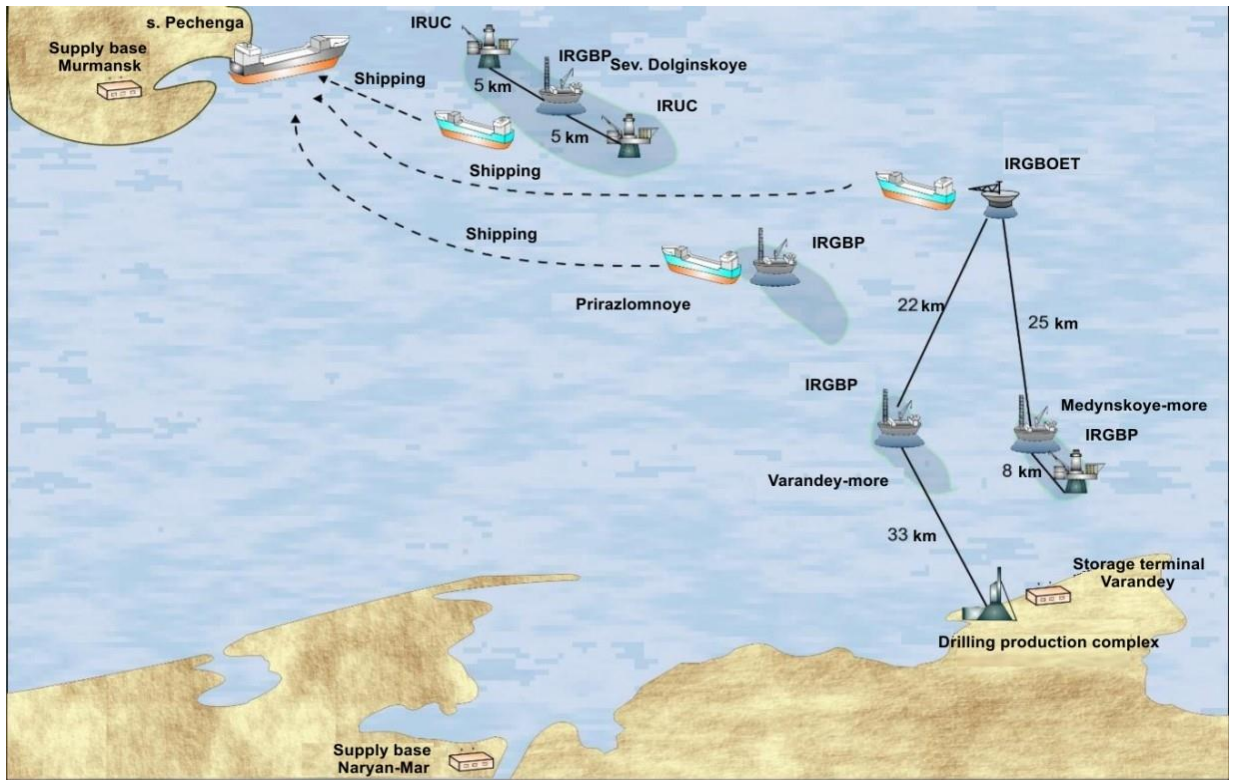 s. Pechenga
Supply base
Murmansk
IRUC
IRGBP
Sev. Dolginskoye
5 km
IRUC
5 km
Shipping
Shipping
IRGBOET
Shipping
IRGBP
Prirazlomnoye
22 km
25 km
IRGBP
Medynskoye-more
IRGBP
8 km
Varandey-more
33 km
Storage terminal
Varandey
Drilling production complex
Supply base
Naryan-Mar